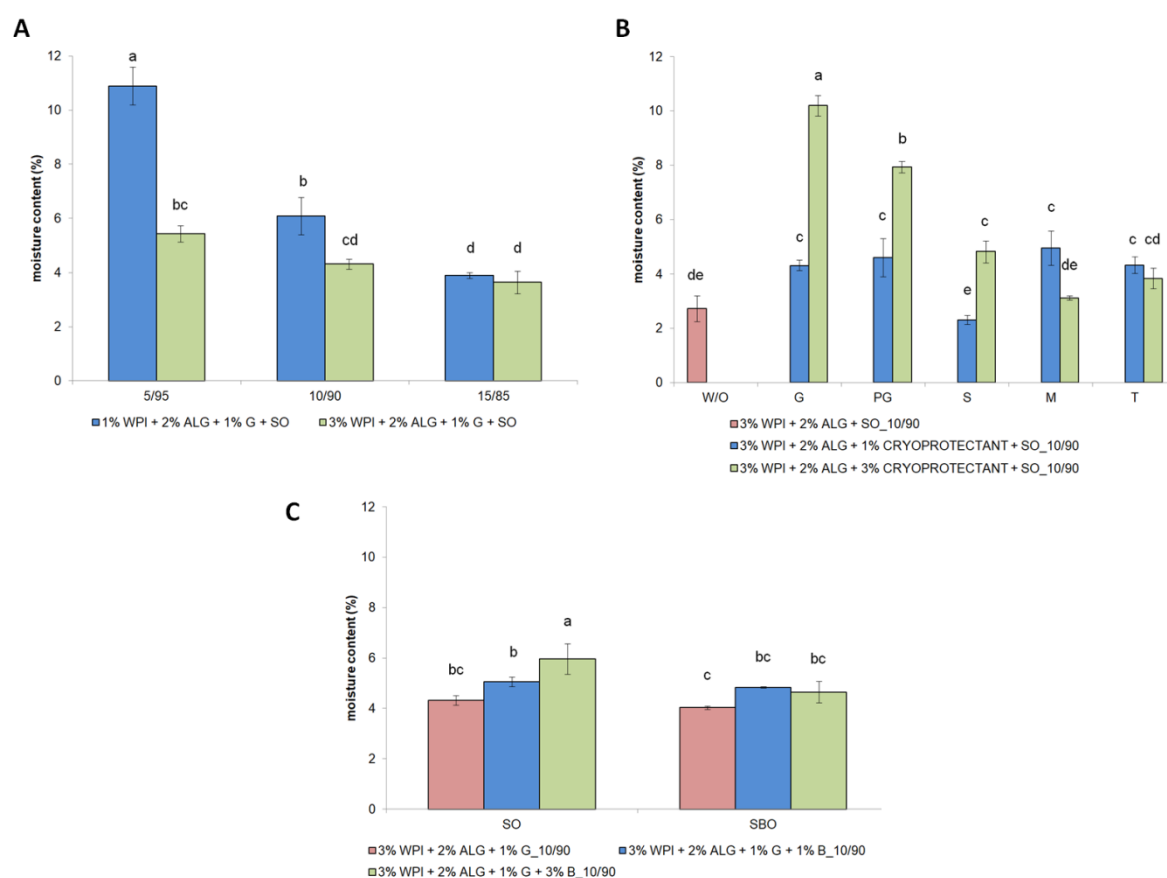 A
12
10
8
6
4
2
0
moisture content (%)
a
bc
b
cd
d
d
5/95
10/90
15/85
1% WPI + 2% ALG + 1% G + SO
3% WPI + 2% ALG + 1% G + SO
B
12
10
8
6
4
2
0
moisture content (%)
de
c
a
c
b
e
c
c
de
c
cd
W/O
G
PG
S
M
T
3% WPI + 2% ALG + SO_10/90
3% WPI + 2% ALG + 1% CRYOPROTECTANT + SO_10/90
3% WPI + 2% ALG + 3% CRYOPROTECTANT + SO_10/90
C
12
10
8
6
4
2
0
moisture content (%)
bc
b
a
c
bc
bc
SO
SBO
3% WPI + 2% ALG + 1% G_10/90
3% WPI + 2% ALG + 1% G + 1% B_10/90
3% WPI + 2% ALG + 1% G + 3% B_10/90